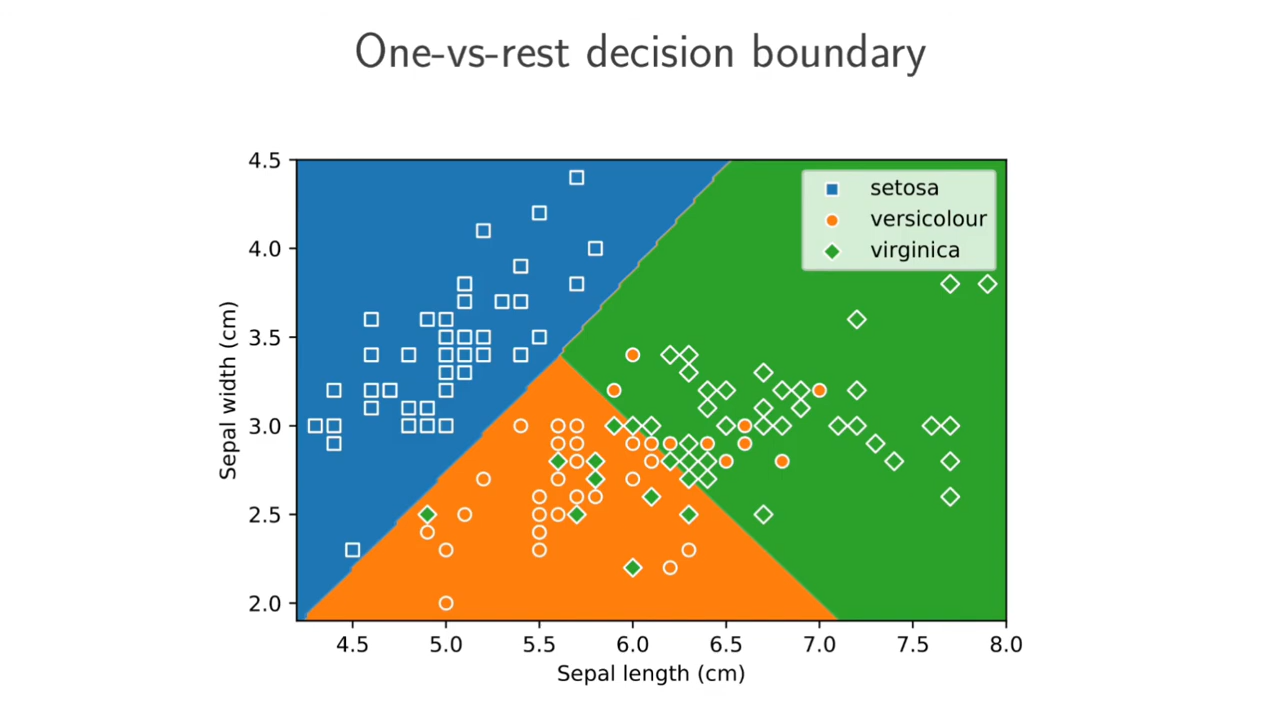 One-vs-rest decision boundary
4.5
4.0
3.5
3.0
2.5
2.0
Sepal width (cm)
setosa
versicolour
virginica
4.5 5.0 5.5 6.0 6.5 7.0 7.5 8.0
Sepal length (cm)